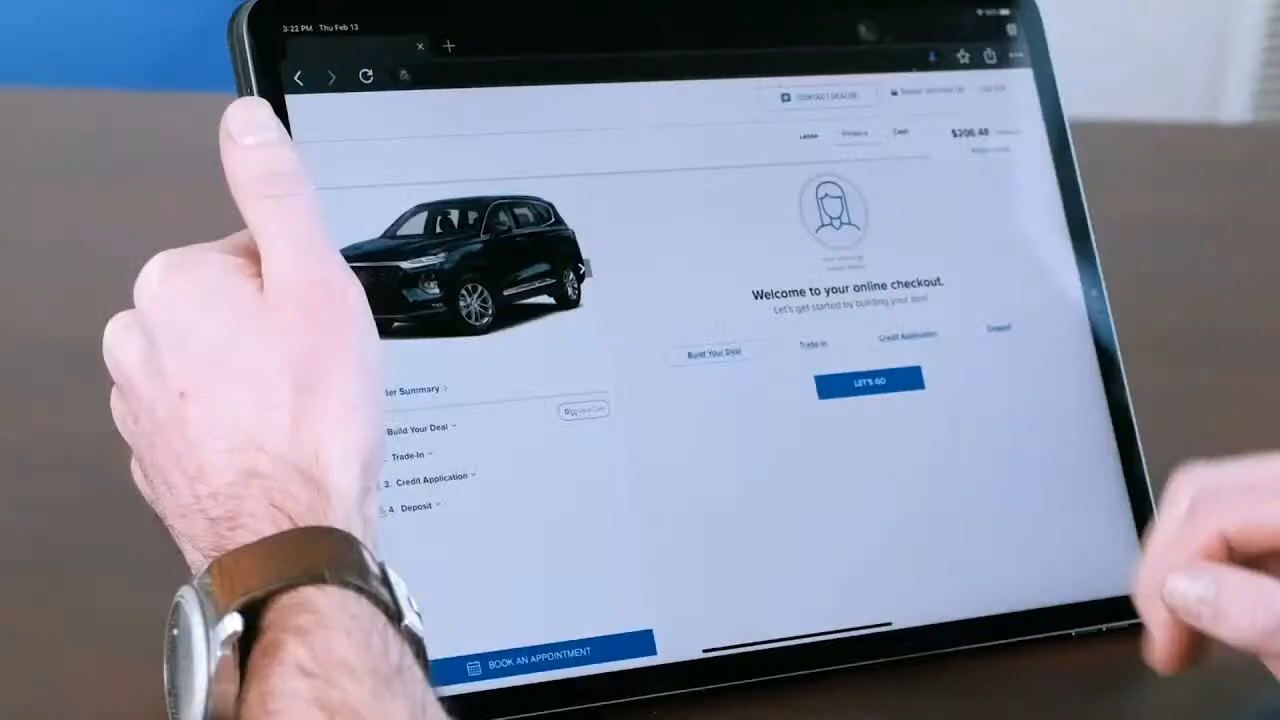 3:22 PM Thu Feb 13
CONTACT DEALER
Lease Finance Cash
$206.48
Welcome to your online checkout.
Let's get started by building your deal
Build Your Deal Trade-In Credit Application Deposit
LET'S GO
Summary
Build Your Deal
Trade-In
3. Credit Application
4. Deposit
BOOK AN APPOINTMENT